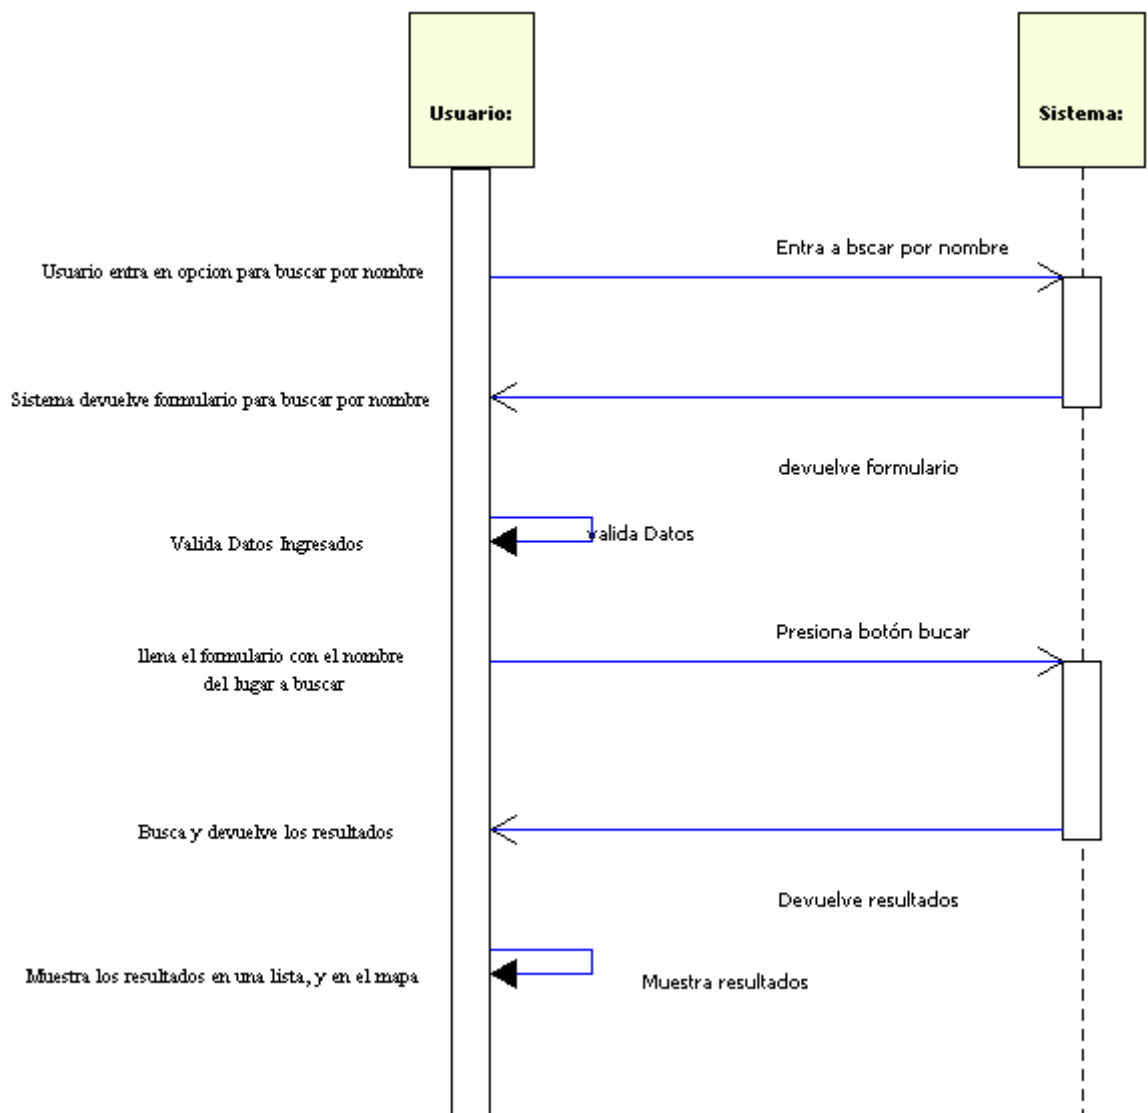 Usuario:
Sistema:
Entra a bscar por nombre
Usuario entra en opcion para buscar por nombre
Sistema devuelve formulario para buscar por nombre
devuelve formulario
valida Datos
Valida Datos Ingresados
Presiona botón bucar
llena el formulario con el nombre
del lugar a buscar
Busca y devuelve los resultados
Devuelve resultados
Muestra los resultados en una lista, y en el mapa
Muestra resultados